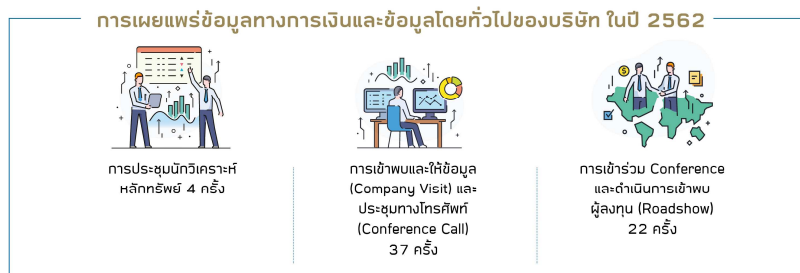 การเผยแพร่ข้อมูลทางการเงินและข้อมูลโดยทั่วไปของบริษัท ในปี 2562
การประชุมนักวิเคราะห์
หลักทรัพย์ 4 ครั้ง
การเข้าพบและให้ข้อมูล
(Company Visit) และ
ประชุมทางโทรศัพท์
(Conference Call)
37 ครั้ง
การเข้าร่วม Conference
และดำเนินการเข้าพบ
ผู้ลงทุน (Roadshow)
22 ครั้ง